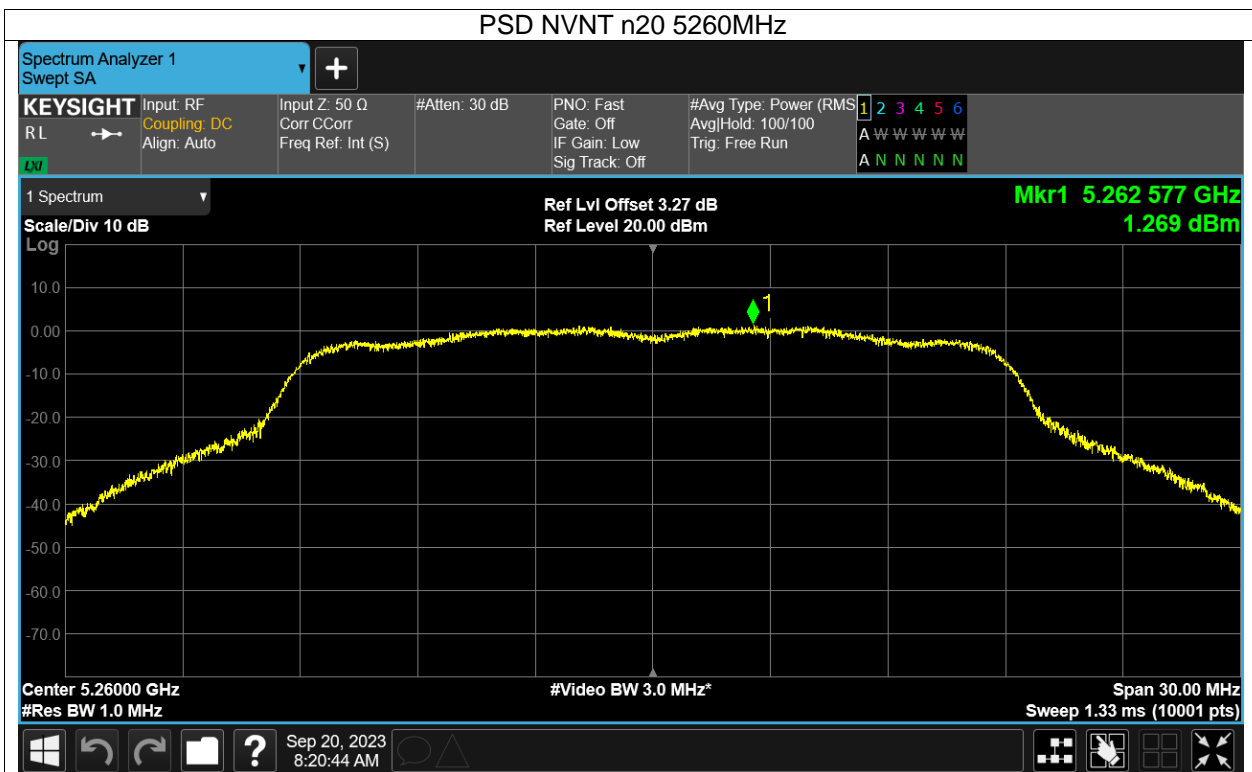 PSD NVNT n20 5260MHz
Spectrum Analyzer 1
Swept SA
KEYSIGHT
RL
LXI
Input: RF
Coupling: DC
Align: Auto
Input Z: 50 Ω
Corr CCorr
Freq Ref: Int (S)
#Atten: 30 dB
PNO: Fast
Gate: Off
IF Gain: Low
Sig Track: Off
#Avg Type: Power (RMS
Avg|Hold: 100/100
Trig: Free Run
1 2 3 4 5 6
A W W W W W
A N N N N N
1 Spectrum
Scale/Div 10 dB
Log
Ref Lvl Offset 3.27 dB
Ref Level 20.00 dBm
Mkr1 5.262 577 GHz
1.269 dBm
10.0
0.00
-10.0
-20.0
-30.0
-40.0
-50.0
-60.0
-70.0
1
Center 5.26000 GHz
#Res BW 1.0 MHz
#Video BW 3.0 MHz*
Span 30.00 MHz
Sweep 1.33 ms (10001 pts)
?
Sep 20, 2023
8:20:44 AM